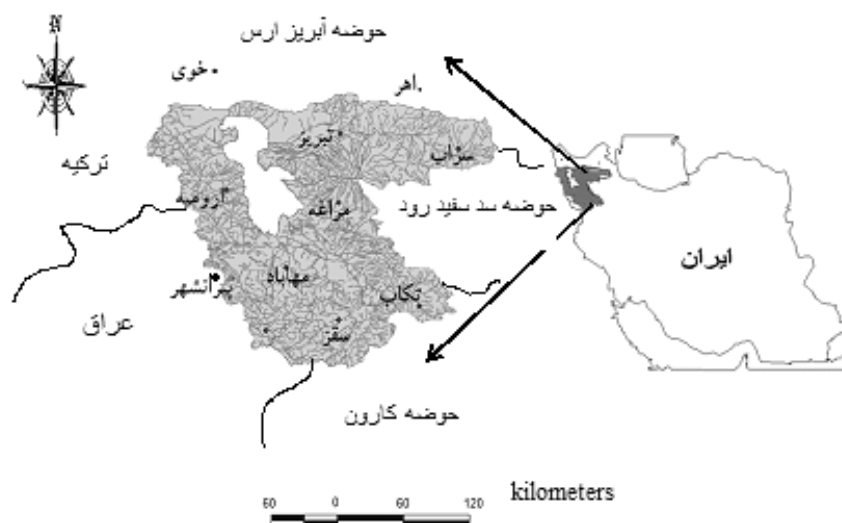 N
حوضه آبریز ارس
خوی
اهر
تبریز
سراب
ترکیه
ارومیه
مراغه
حوضه سد سفید رود
ایران
پیرانشهر
مهاباد
تکاب
عراق
سقز
حوضه کارون
kilometers
60 0 60 120